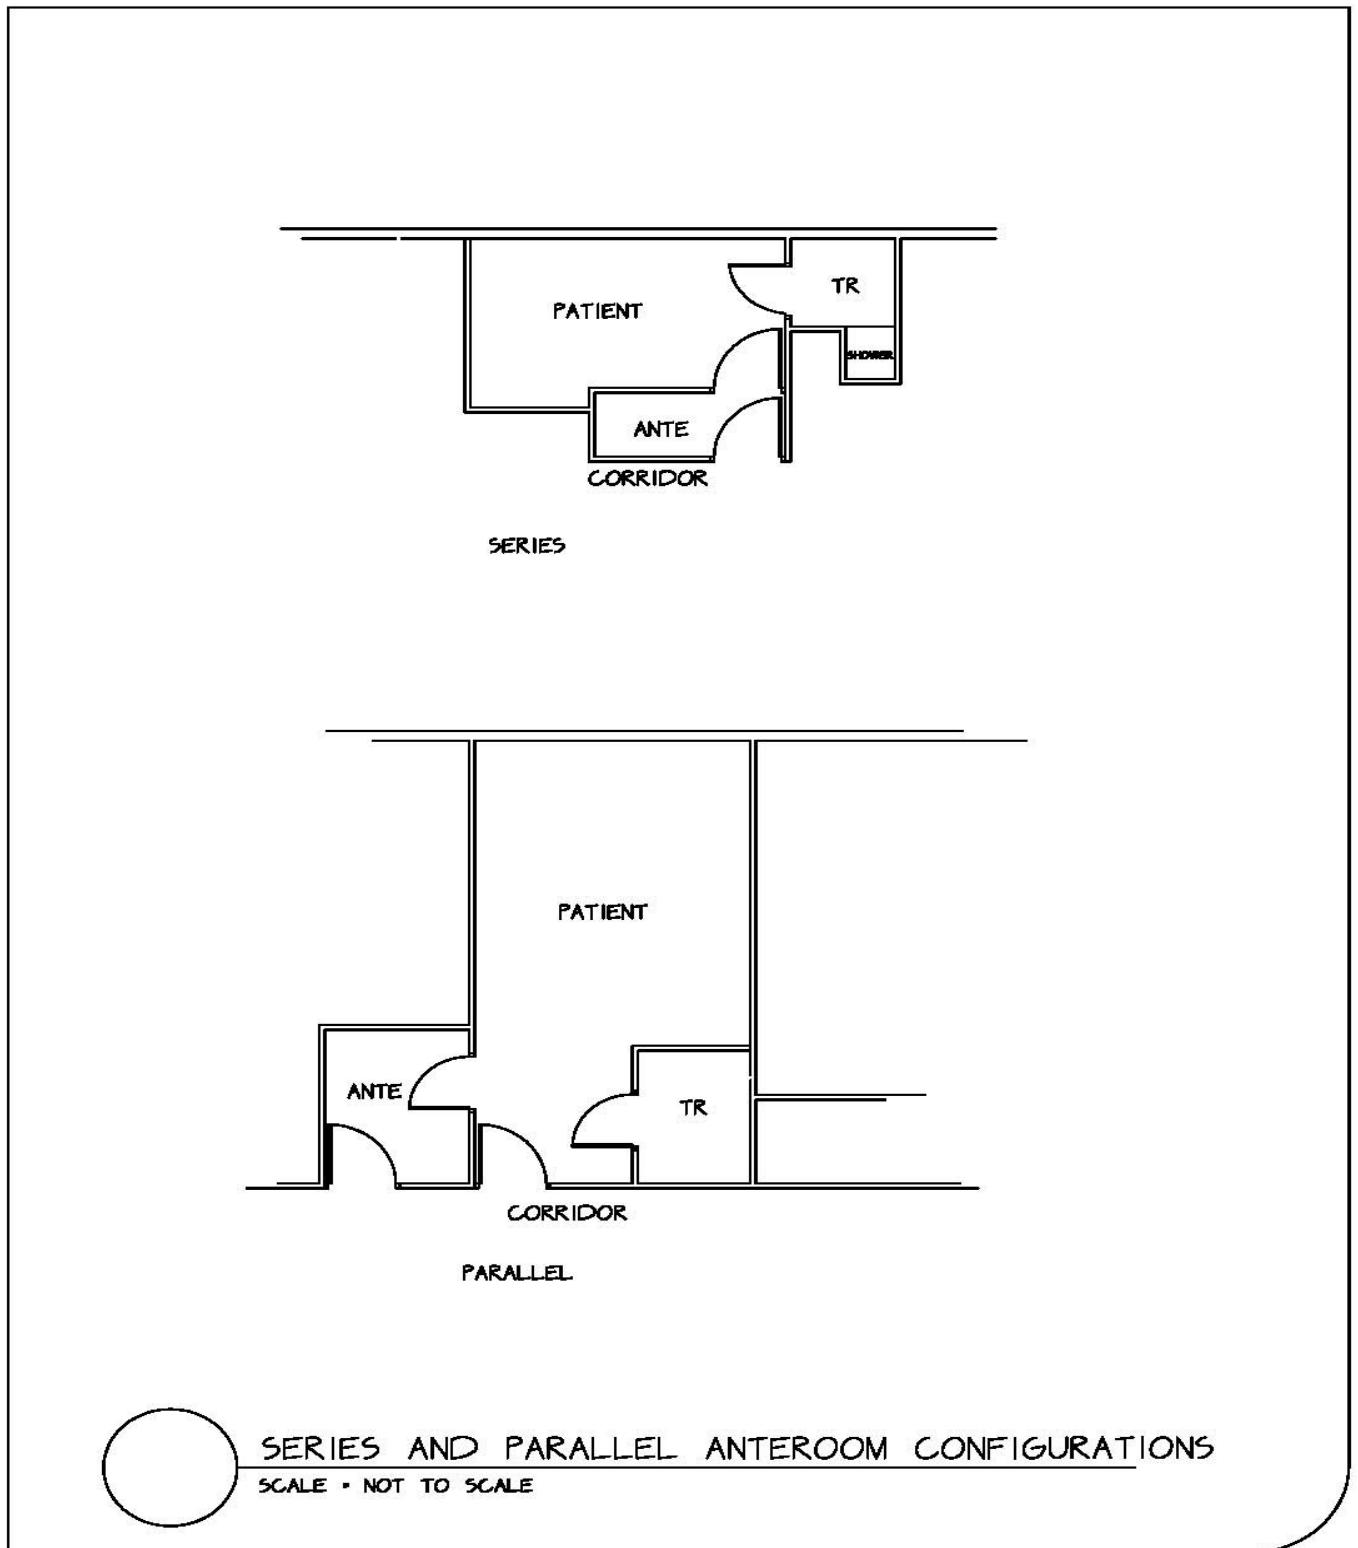 PATIENT
TR
SHOWER
ANTE
CORRIDOR
SERIES
PATIENT
ANTE
TR
CORRIDOR
PARALLEL
SERIES AND PARALLEL ANTEROOM CONFIGURATIONS
SCALE - NOT TO SCALE